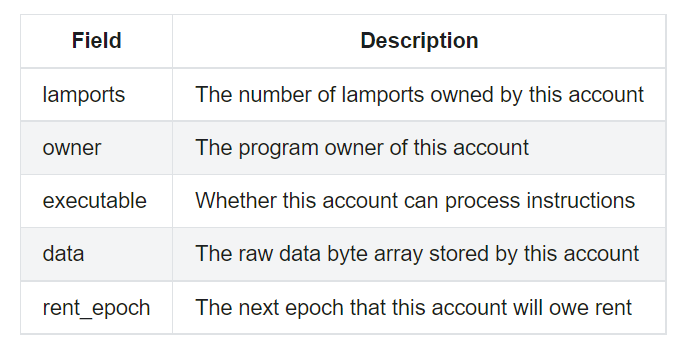 Field Description
lamports The number of lamports owned by this account
owner The program owner of this account
executable Whether this account can process instructions
data The raw data byte array stored by this account
rent_epoch The next epoch that this account will owe rent